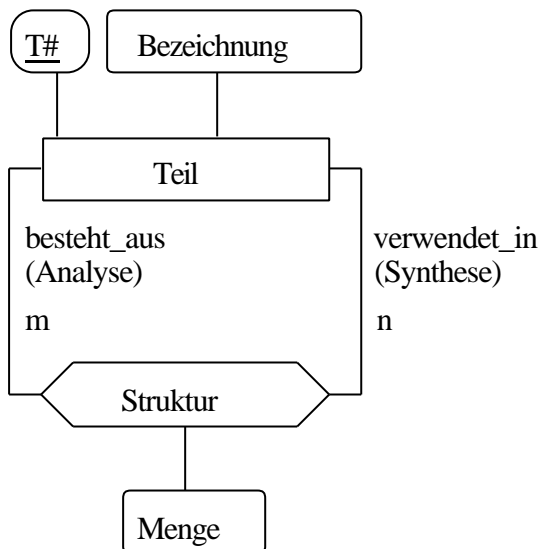 T#
Bezeichnung
Teil
besteht_aus
(Analyse)
m
verwendet_in
(Synthese)
n
Struktur
Menge